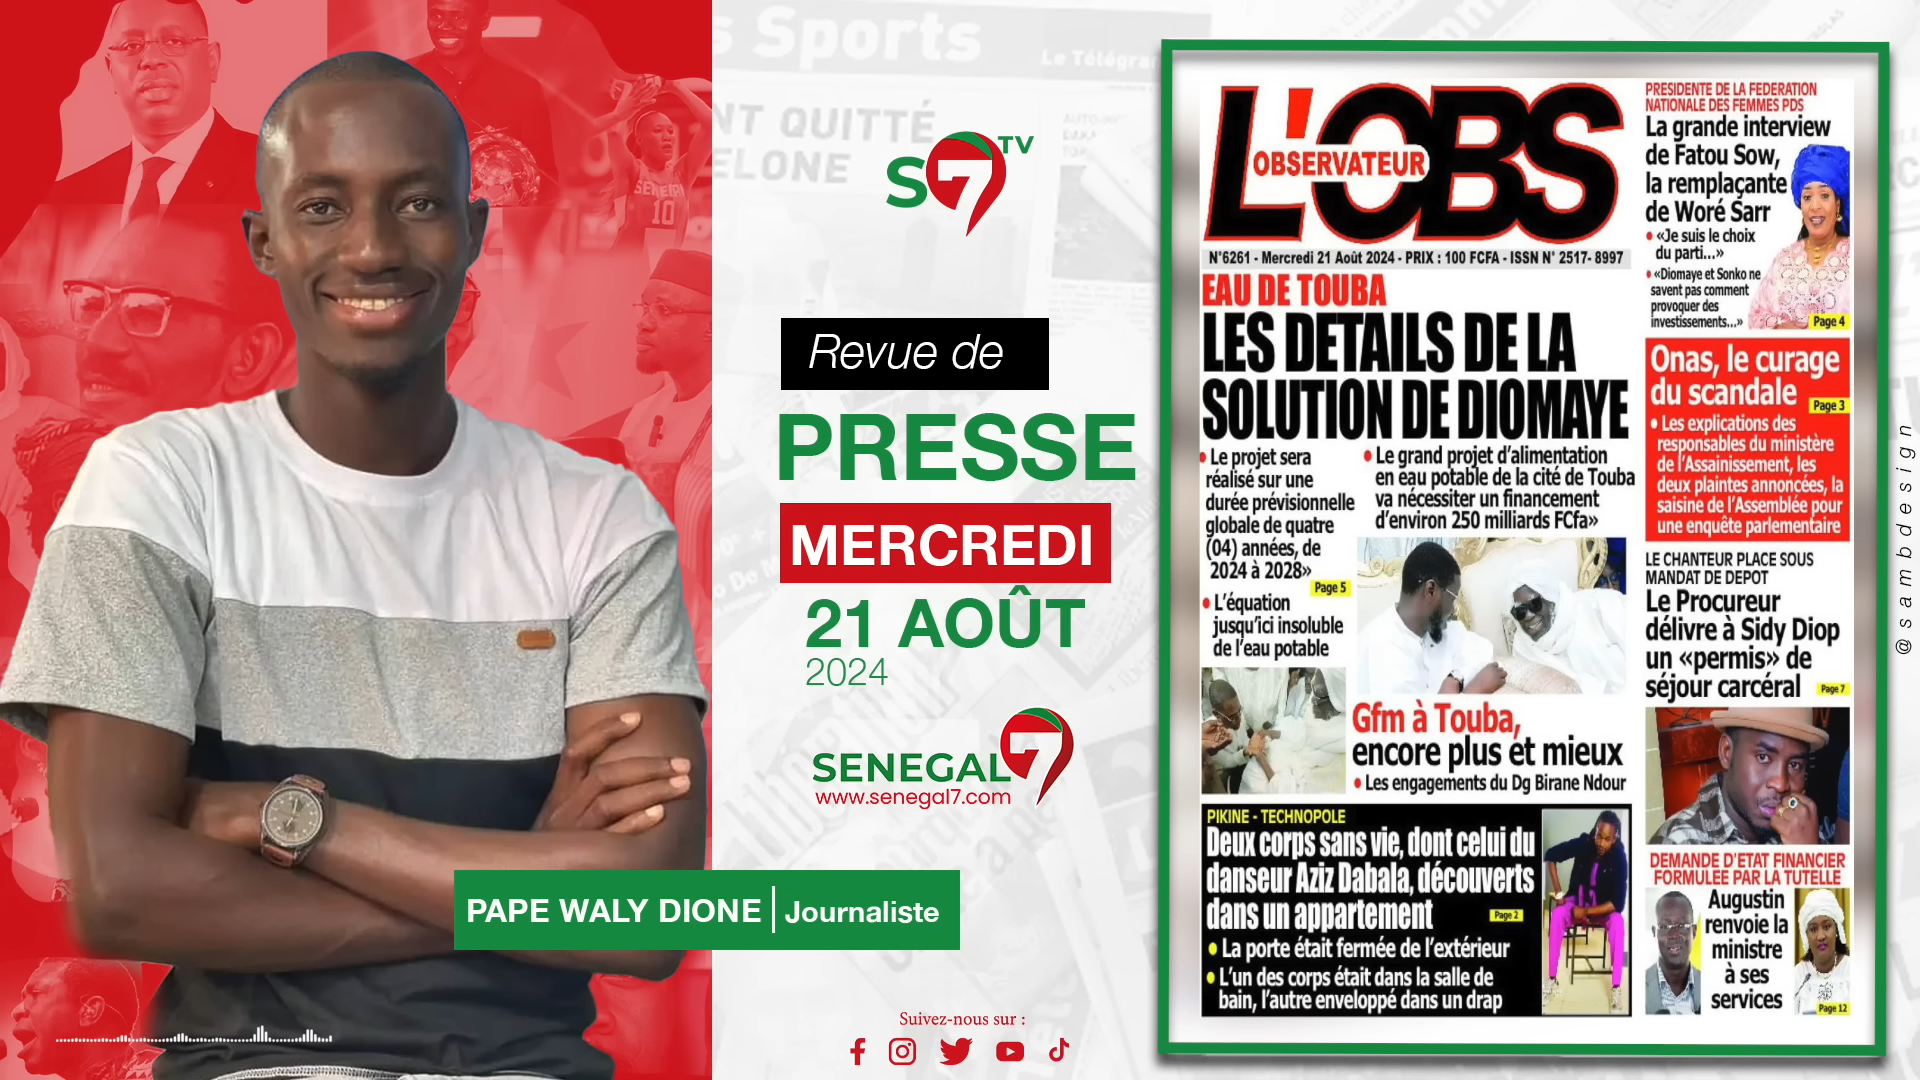 s Sports
Le Télégra
NT QUITTÉ
ELONE
SENEGAL
10
S7 TV
Revue de
PRESSE
MERCREDI
21 AOÛT
2024
SENEGAL7
www.senegal7.com
PAPE WALY DIONE | Journaliste
Suivez-nous sur :
@sambdesign
L'OBS
OBSERVATEUR
N°6261 - Mercredi 21 Août 2024 - PRIX : 100 FCFA - ISSN N° 2517- 8997
EAU DE TOUBA
LES DETAILS DE LA
SOLUTION DE DIOMAYE
• Le projet sera
réalisé sur une
durée prévisionnelle
globale de quatre
(04) années, de
2024 à 2028»
Page 5
• L'équation
jusqu'ici insoluble
de l'eau potable
• Le grand projet d'alimentation
en eau potable de la cité de Touba
va nécessiter un financement
d'environ 250 milliards FCfa»
Gfm à Touba,
encore plus et mieux
• Les engagements du Dg Birane Ndour
PIKINE - TECHNOPOLE
Deux corps sans vie, dont celui du
danseur Aziz Dabala, découverts
dans un appartement
Page 2
• La porte était fermée de l'extérieur
• L'un des corps était dans la salle de
bain, l'autre enveloppé dans un drap
PRESIDENTE DE LA FEDERATION
NATIONALE DES FEMMES PDS
La grande interview
de Fatou Sow,
la remplaçante
de Woré Sarr
• «Je suis le choix
du parti...»
• «Diomaye et Sonko ne
savent pas comment
provoquer des
investissements...»
Page 4
Onas, le curage
du scandale
Page 3
• Les explications des
responsables du ministère
de l'Assainissement, les
deux plaintes annoncées, la
saisine de l'Assemblée pour
une enquête parlementaire
LE CHANTEUR PLACE SOUS
MANDAT DE DEPOT
Le Procureur
délivre à Sidy Diop
un «permis» de
séjour carcéral
Page 7
DEMANDE D'ETAT FINANCIER
FORMULEE PAR LA TUTELLE
Augustin
renvoie la
ministre
à ses
services
Page 12